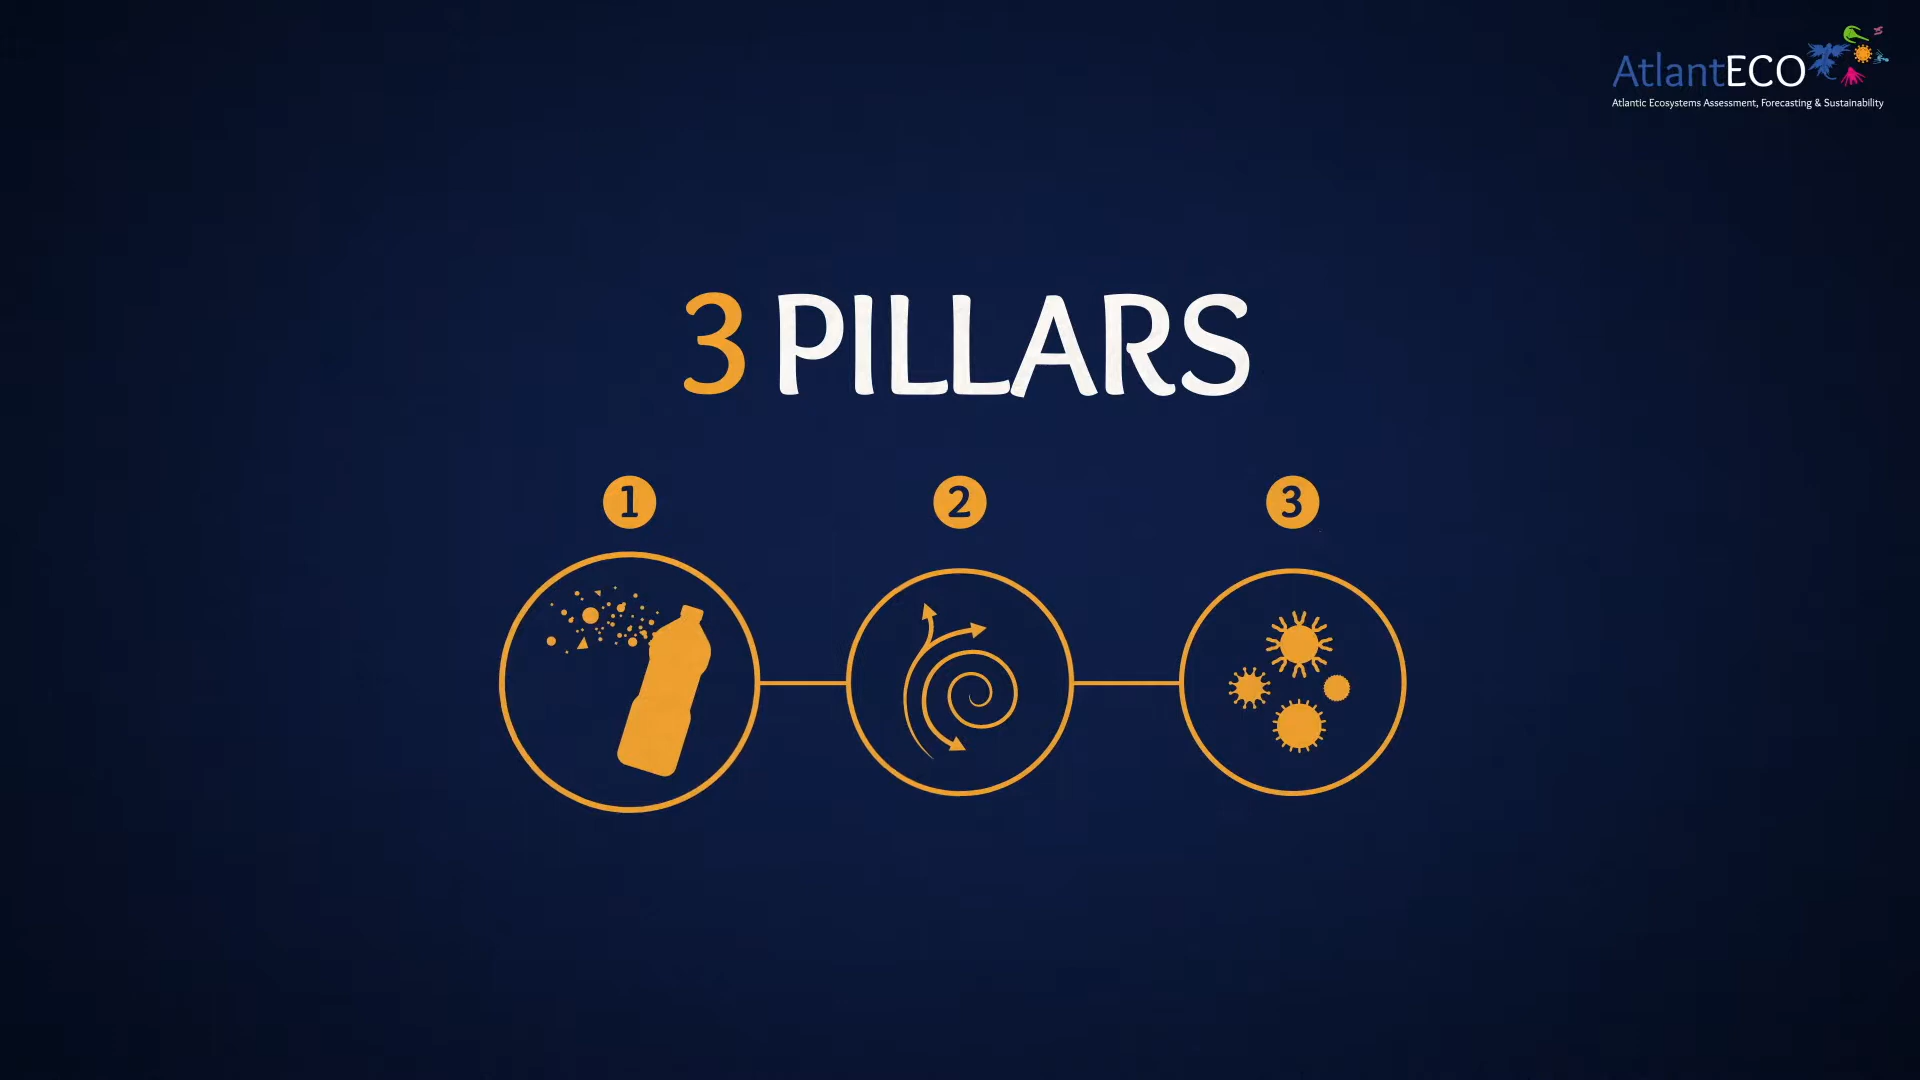 AtlantECO
Atlantic Ecosystems Assessment, Forecasting & Sustainability
3 PILLARS
1
2
3